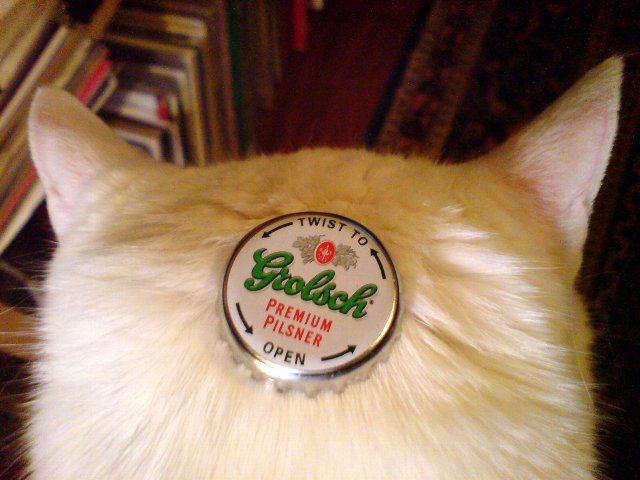 TWIST TO
Grolsch
PREMIUM
PILSNER
OPEN